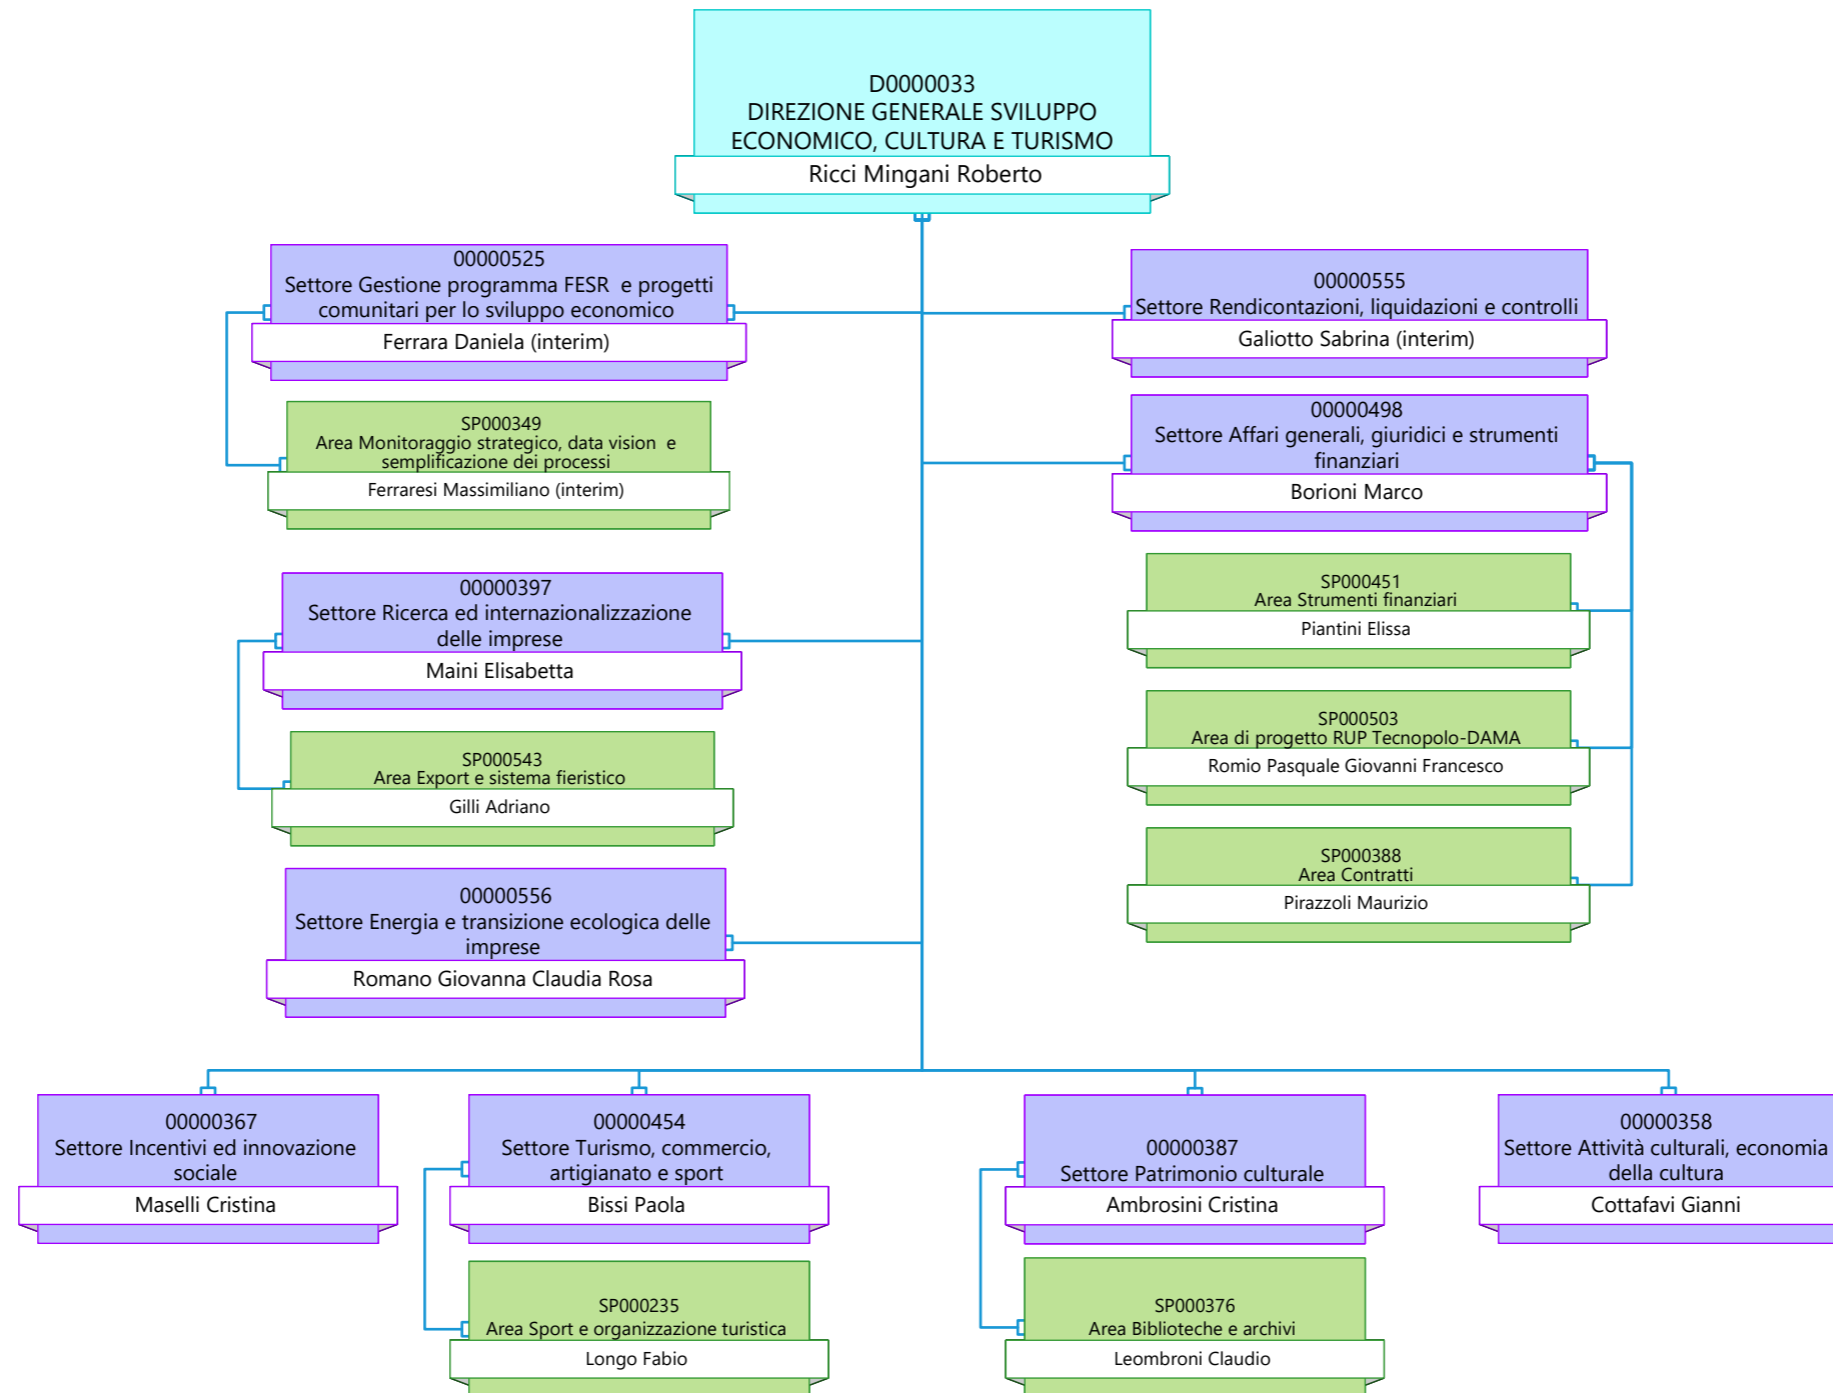 D0000033
DIREZIONE GENERALE SVILUPPO
ECONOMICO, CULTURA E TURISMO
Ricci Mingani Roberto
00000525
Settore Gestione programma FESR e progetti
comunitari per lo sviluppo economico
Ferrara Daniela (interim)
00000555
Settore Rendicontazioni, liquidazioni e controlli
Galiotto Sabrina (interim)
SP000349
Area Monitoraggio strategico, data vision e
semplificazione dei processi
Ferraresi Massimiliano (interim)
00000498
Settore Affari generali, giuridici e strumenti
finanziari
Borioni Marco
SP000451
Area Strumenti finanziari
Piantini Elissa
00000397
Settore Ricerca ed internazionalizzazione
delle imprese
Maini Elisabetta
SP000503
Area di progetto RUP Tecnopolo-DAMA
Romio Pasquale Giovanni Francesco
SP000543
Area Export e sistema fieristico
Gilli Adriano
SP000388
Area Contratti
Pirazzoli Maurizio
00000556
Settore Energia e transizione ecologica delle
imprese
Romano Giovanna Claudia Rosa
00000367
Settore Incentivi ed innovazione
sociale
Maselli Cristina
00000454
Settore Turismo, commercio,
artigianato e sport
Bissi Paola
00000387
Settore Patrimonio culturale
Ambrosini Cristina
00000358
Settore Attività culturali, economia
della cultura
Cottafavi Gianni
SP000235
Area Sport e organizzazione turistica
Longo Fabio
SP000376
Area Biblioteche e archivi
Leombroni Claudio